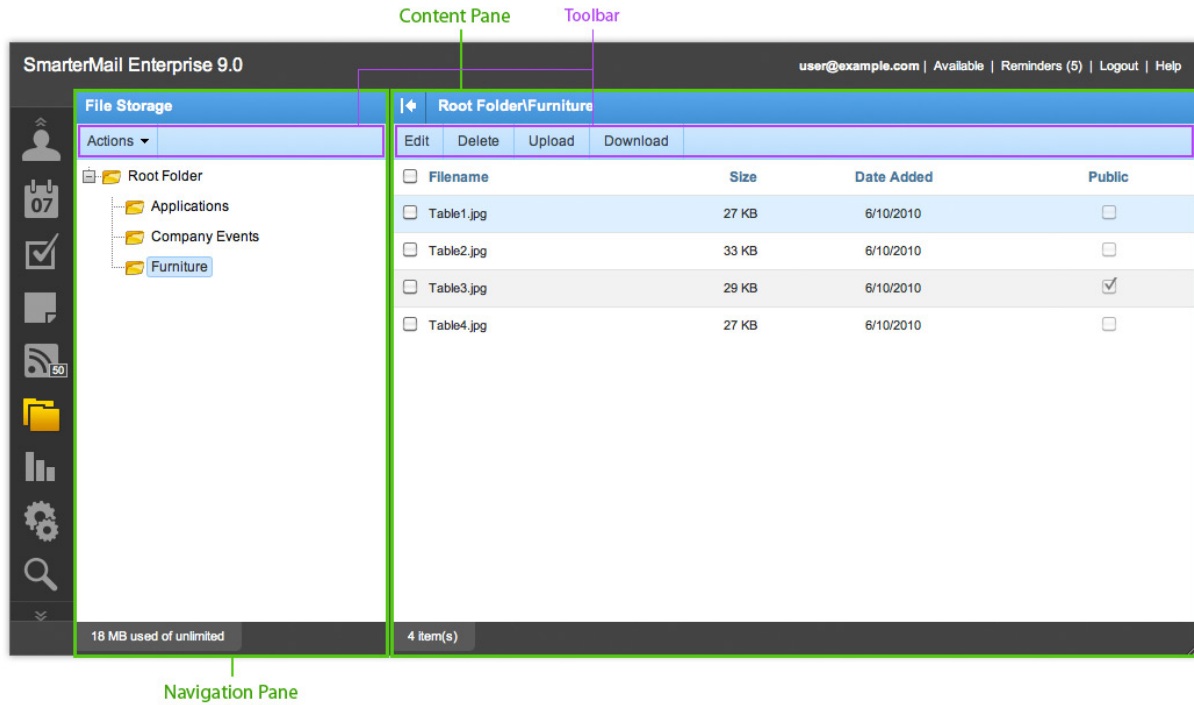 Content Pane
Toolbar
SmarterMail Enterprise 9.0
user@example.com | Available | Reminders (5) | Logout | Help
File Storage
Root Folder\Furniture
Actions
Edit Delete Upload Download
Root Folder
Applications
Company Events
Furniture
Filename Size Date Added Public
Table1.jpg 27 KB 6/10/2010
Table2.jpg 33 KB 6/10/2010
Table3.jpg 29 KB 6/10/2010
Table4.jpg 27 KB 6/10/2010
07
50
18 MB used of unlimited
4 item(s)
Navigation Pane